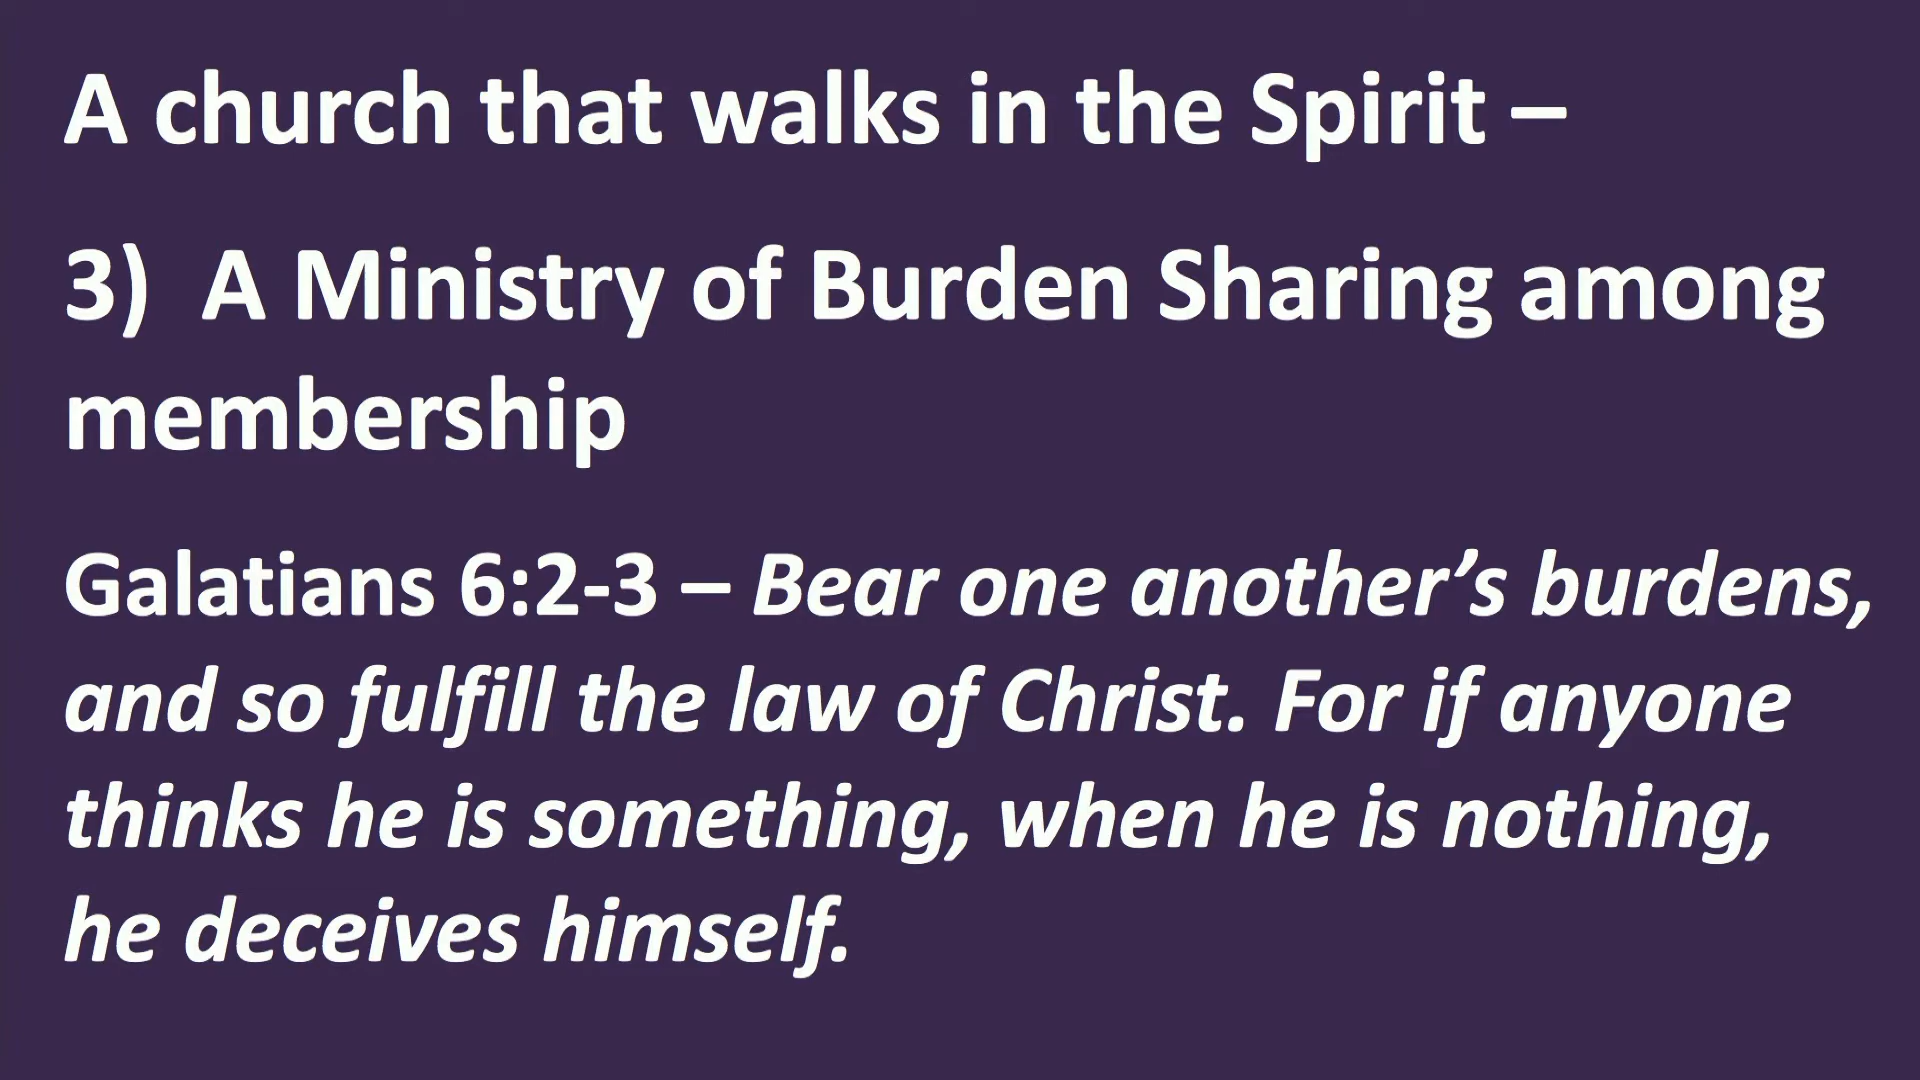 A church that walks in the Spirit –
3)  A Ministry of Burden Sharing among
membership
Galatians 6:2-3 – Bear one another’s burdens,
and so fulfill the law of Christ. For if anyone
thinks he is something, when he is nothing,
he deceives himself.